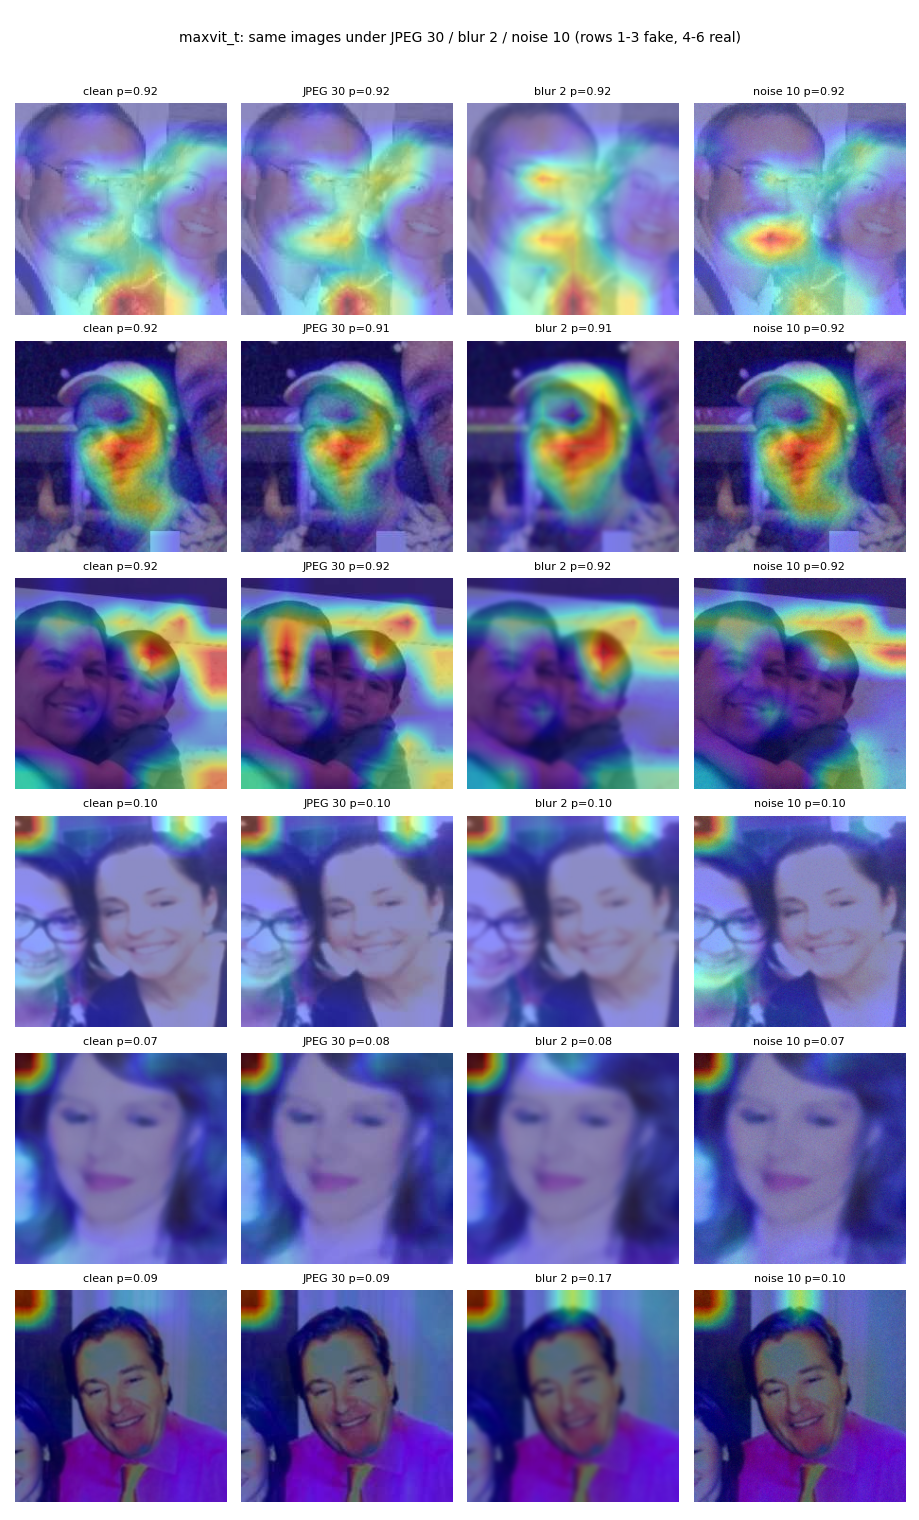 maxvit_t: same images under JPEG 30 / blur 2 / noise 10 (rows 1-3 fake, 4-6 real)
clean p=0.92 JPEG 30 p=0.92 blur 2 p=0.92 noise 10 p=0.92
clean p=0.92 JPEG 30 p=0.91 blur 2 p=0.91 noise 10 p=0.92
clean p=0.92 JPEG 30 p=0.92 blur 2 p=0.92 noise 10 p=0.92
clean p=0.10 JPEG 30 p=0.10 blur 2 p=0.10 noise 10 p=0.10
clean p=0.07 JPEG 30 p=0.08 blur 2 p=0.08 noise 10 p=0.07
clean p=0.09 JPEG 30 p=0.09 blur 2 p=0.17 noise 10 p=0.10